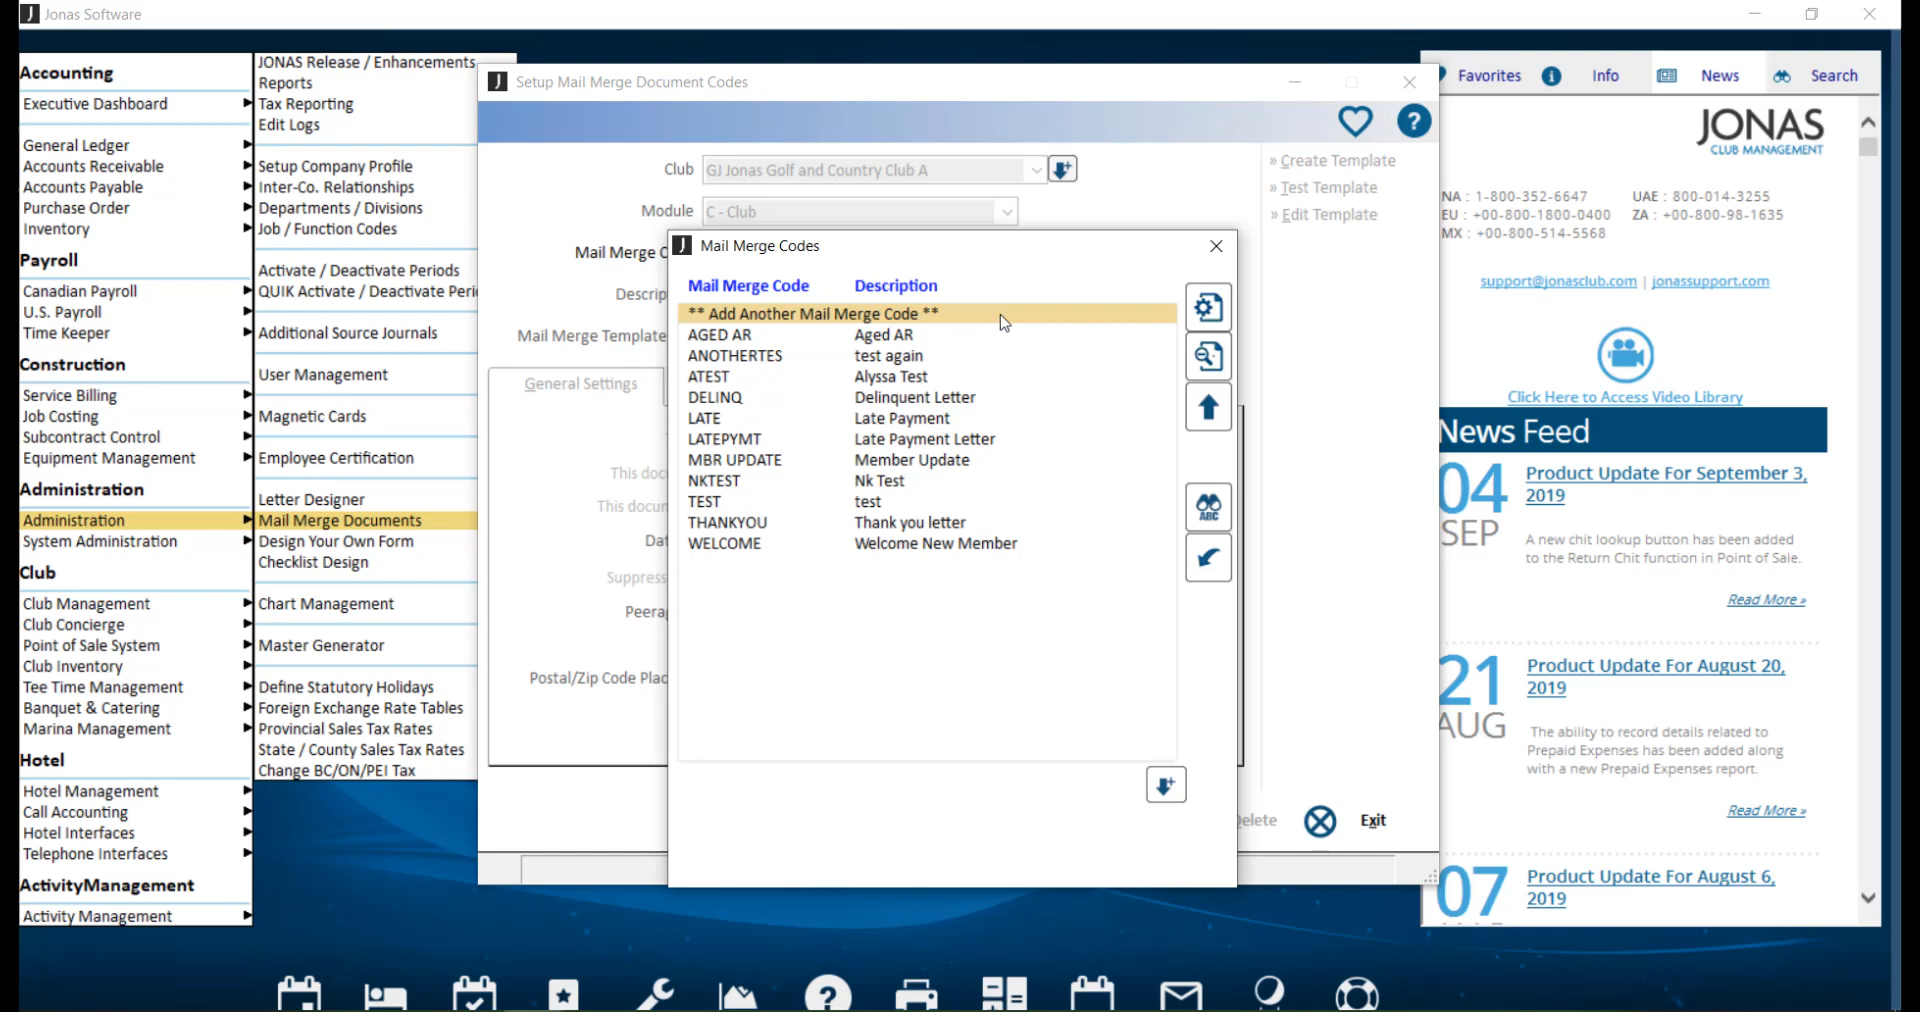 Jonas Software
Accounting
Executive Dashboard
General Ledger
Accounts Receivable
Accounts Payable
Purchase Order
Inventory
Payroll
Canadian Payroll
U.S. Payroll
Time Keeper
Construction
Service Billing
Job Costing
Subcontract Control
Equipment Management
Administration
Administration
System Administration
Club
Club Management
Club Concierge
Point of Sale System
Club Inventory
Tee Time Management
Banquet & Catering
Marina Management
Hotel
Hotel Management
Call Accounting
Hotel Interfaces
Telephone Interfaces
ActivityManagement
Activity Management
JONAS Release / Enhancements
Reports
Tax Reporting
Edit Logs
Setup Company Profile
Inter-Co. Relationships
Departments / Divisions
Job / Function Codes
Activate / Deactivate Periods
QUIK Activate / Deactivate Peri
Additional Source Journals
User Management
Magnetic Cards
Employee Certification
Letter Designer
Mail Merge Documents
Design Your Own Form
Checklist Design
Chart Management
Master Generator
Define Statutory Holidays
Foreign Exchange Rate Tables
Provincial Sales Tax Rates
State / County Sales Tax Rates
Change BC/ON/PEI Tax
Setup Mail Merge Document Codes
Club GJ Jonas Golf and Country Club A
Module C - Club
Mail Merge C
Descrip
Mail Merge Template
General Settings
This doc
This docum
Dat
Suppress
Peera
Postal/Zip Code Plac
» Create Template
» Test Template
» Edit Template
Delete
Exit
Mail Merge Codes
Mail Merge Code Description
** Add Another Mail Merge Code **
AGED AR Aged AR
ANOTHERTES test again
ATEST Alyssa Test
DELINQ Delinquent Letter
LATE Late Payment
LATEPYMT Late Payment Letter
MBR UPDATE Member Update
NKTEST Nk Test
TEST test
THANKYOU Thank you letter
WELCOME Welcome New Member
ABC
Favorites Info News Search
JONAS
CLUB MANAGEMENT
NA : 1-800-352-6647 UAE : 800-014-3255
EU : +00-800-1800-0400 ZA : +00-800-98-1635
MX : +00-800-514-5568
support@jonasclub.com | jonassupport.com
Click Here to Access Video Library
News Feed
04
SEP
Product Update For September 3,
2019
A new chit lookup button has been added
to the Return Chit function in Point of Sale.
Read More »
21
AUG
Product Update For August 20,
2019
The ability to record details related to
Prepaid Expenses has been added along
with a new Prepaid Expenses report.
Read More »
07
Product Update For August 6,
2019